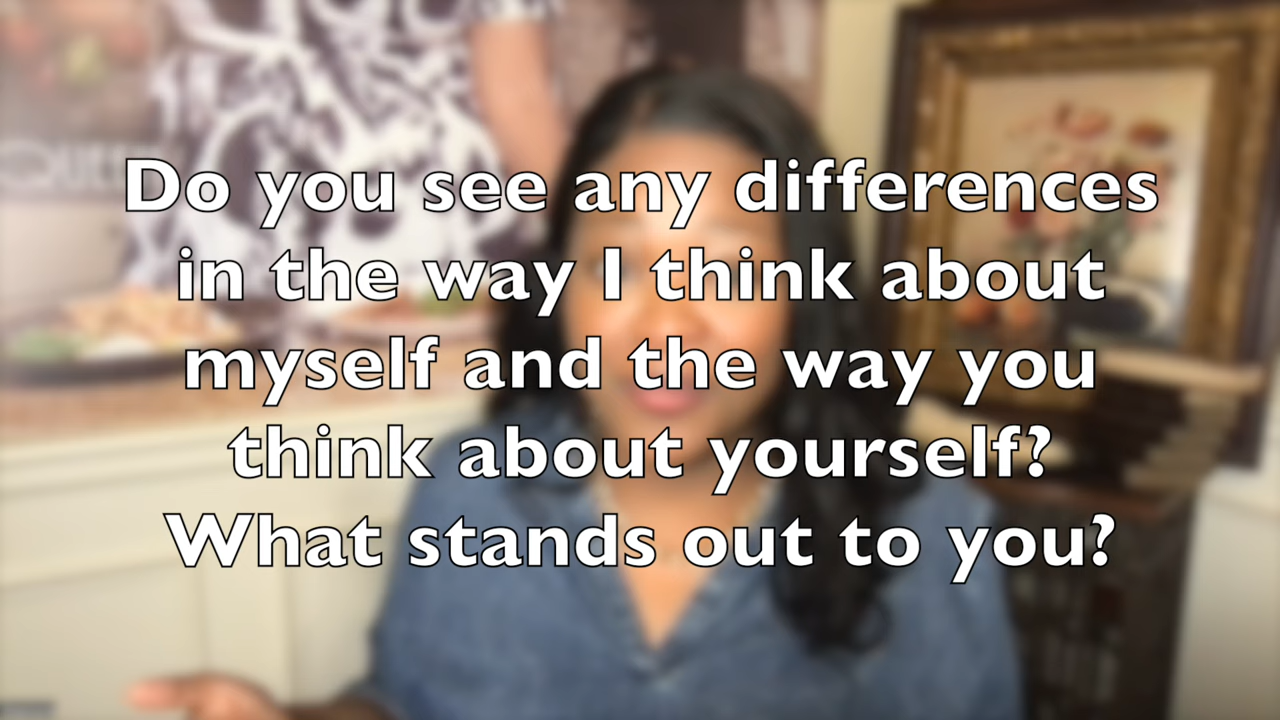 Do you see any differences
in the way I think about
myself and the way you
think about yourself?
What stands out to you?